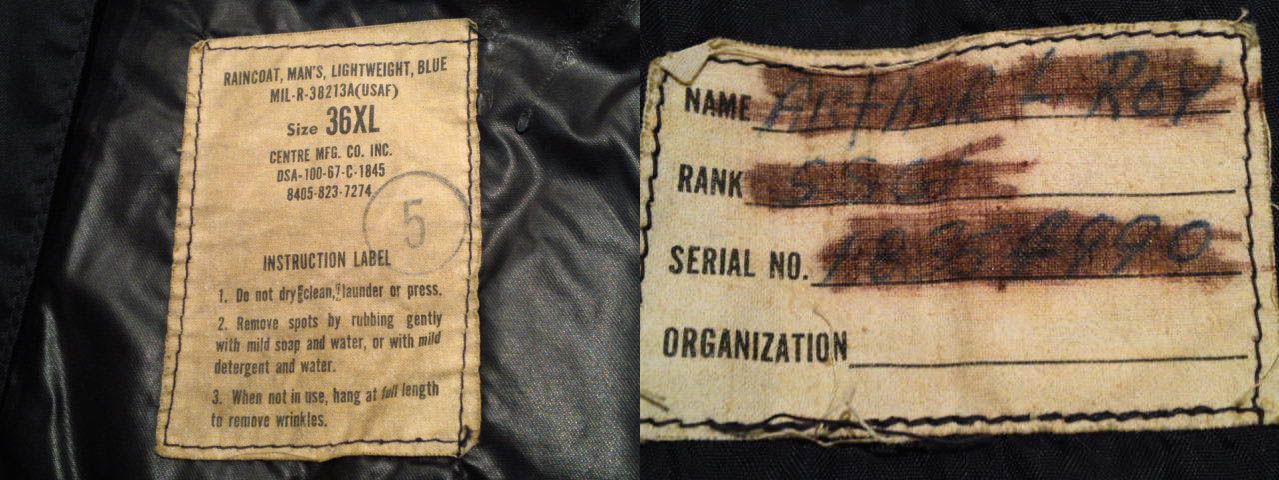 RAINCOAT, MAN'S, LIGHTWEIGHT, BLUE
MIL-R-38213A(USAF)
Size 36XL
CENTRE MFG. CO. INC.
DSA-100-67-C-1845
8405-823-7274
5
INSTRUCTION LABEL
1. Do not dry clean, launder or press.
2. Remove spots by rubbing gently
with mild soap and water, or with mild
detergent and water.
3. When not in use, hang at full length
to remove wrinkles.
NAME Arthur L Roy
RANK SSgt
SERIAL NO.
ORGANIZATION